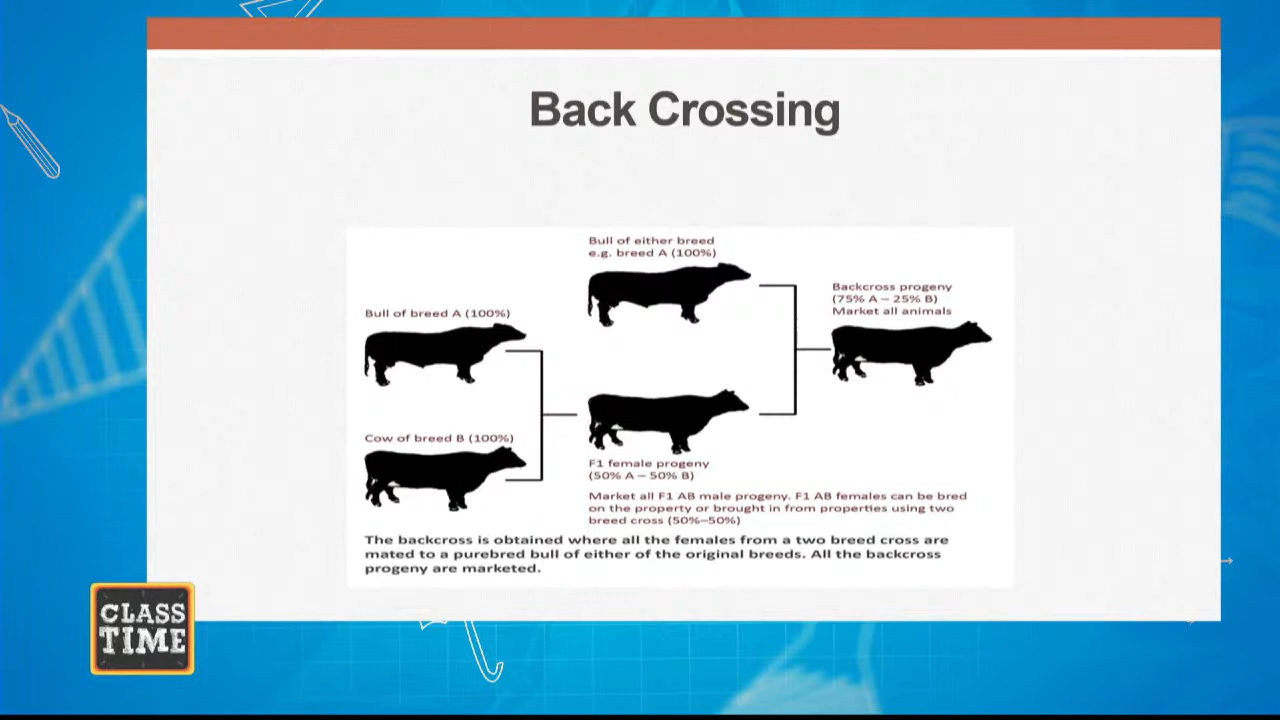 Back Crossing
Bull of either breed
e.g. breed A (100%)
Backcross progeny
(75% A – 25% B)
Market all animals
Bull of breed A (100%)
Cow of breed B (100%)
F1 female progeny
(50% A – 50% B)
Market all F1 AB male progeny. F1 AB females can be bred
on the property or brought in from properties using two
breed cross (50%–50%)
The backcross is obtained where all the females from a two breed cross are
mated to a purebred bull of either of the original breeds. All the backcross
progeny are marketed.
CLASS
TIME